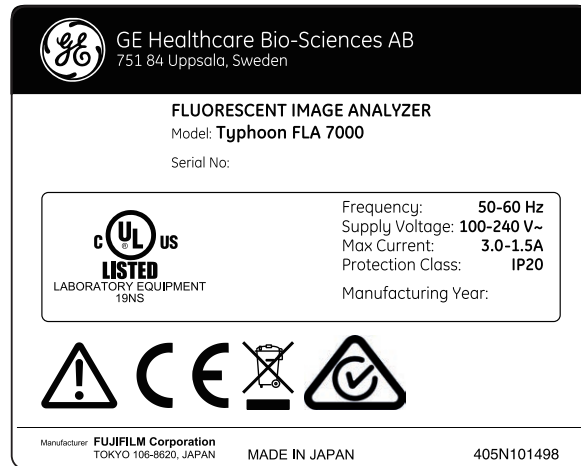 GE
GE Healthcare Bio-Sciences AB
751 84 Uppsala, Sweden
FLUORESCENT IMAGE ANALYZER
Model: Typhoon FLA 7000
Serial No:
C UL ® US
LISTED
LABORATORY EQUIPMENT
19NS
Frequency: 50-60 Hz
Supply Voltage: 100-240 V~
Max Current: 3.0-1.5A
Protection Class: IP20
Manufacturing Year:
CE
Manufacturer FUJIFILM Corporation
TOKYO 106-8620, JAPAN
MADE IN JAPAN
405N101498